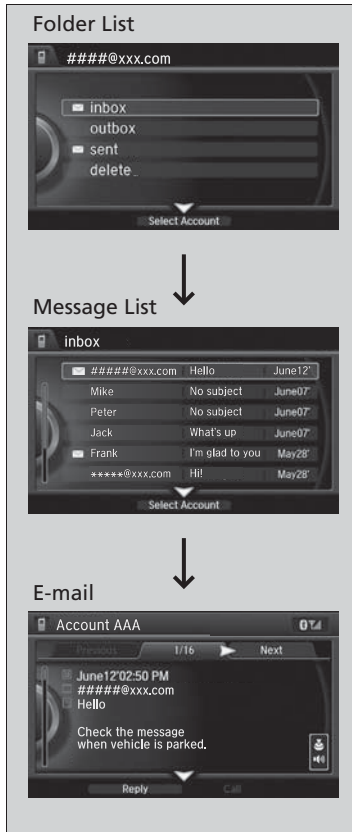 Folder List
####@xxx.com
inbox
outbox
sent
delete
Select Account
Message List
inbox
#####@xxx.com Hello June12'
Mike No subject June07'
Peter No subject June07'
Jack What's up June07'
Frank I'm glad to you May28'
*****@xxx.com Hi! May28'
Select Account
E-mail
Account AAA
Previous 1/16 Next
June12'02:50 PM
#####@xxx.com
Hello
Check the message
when vehicle is parked.
Reply Call